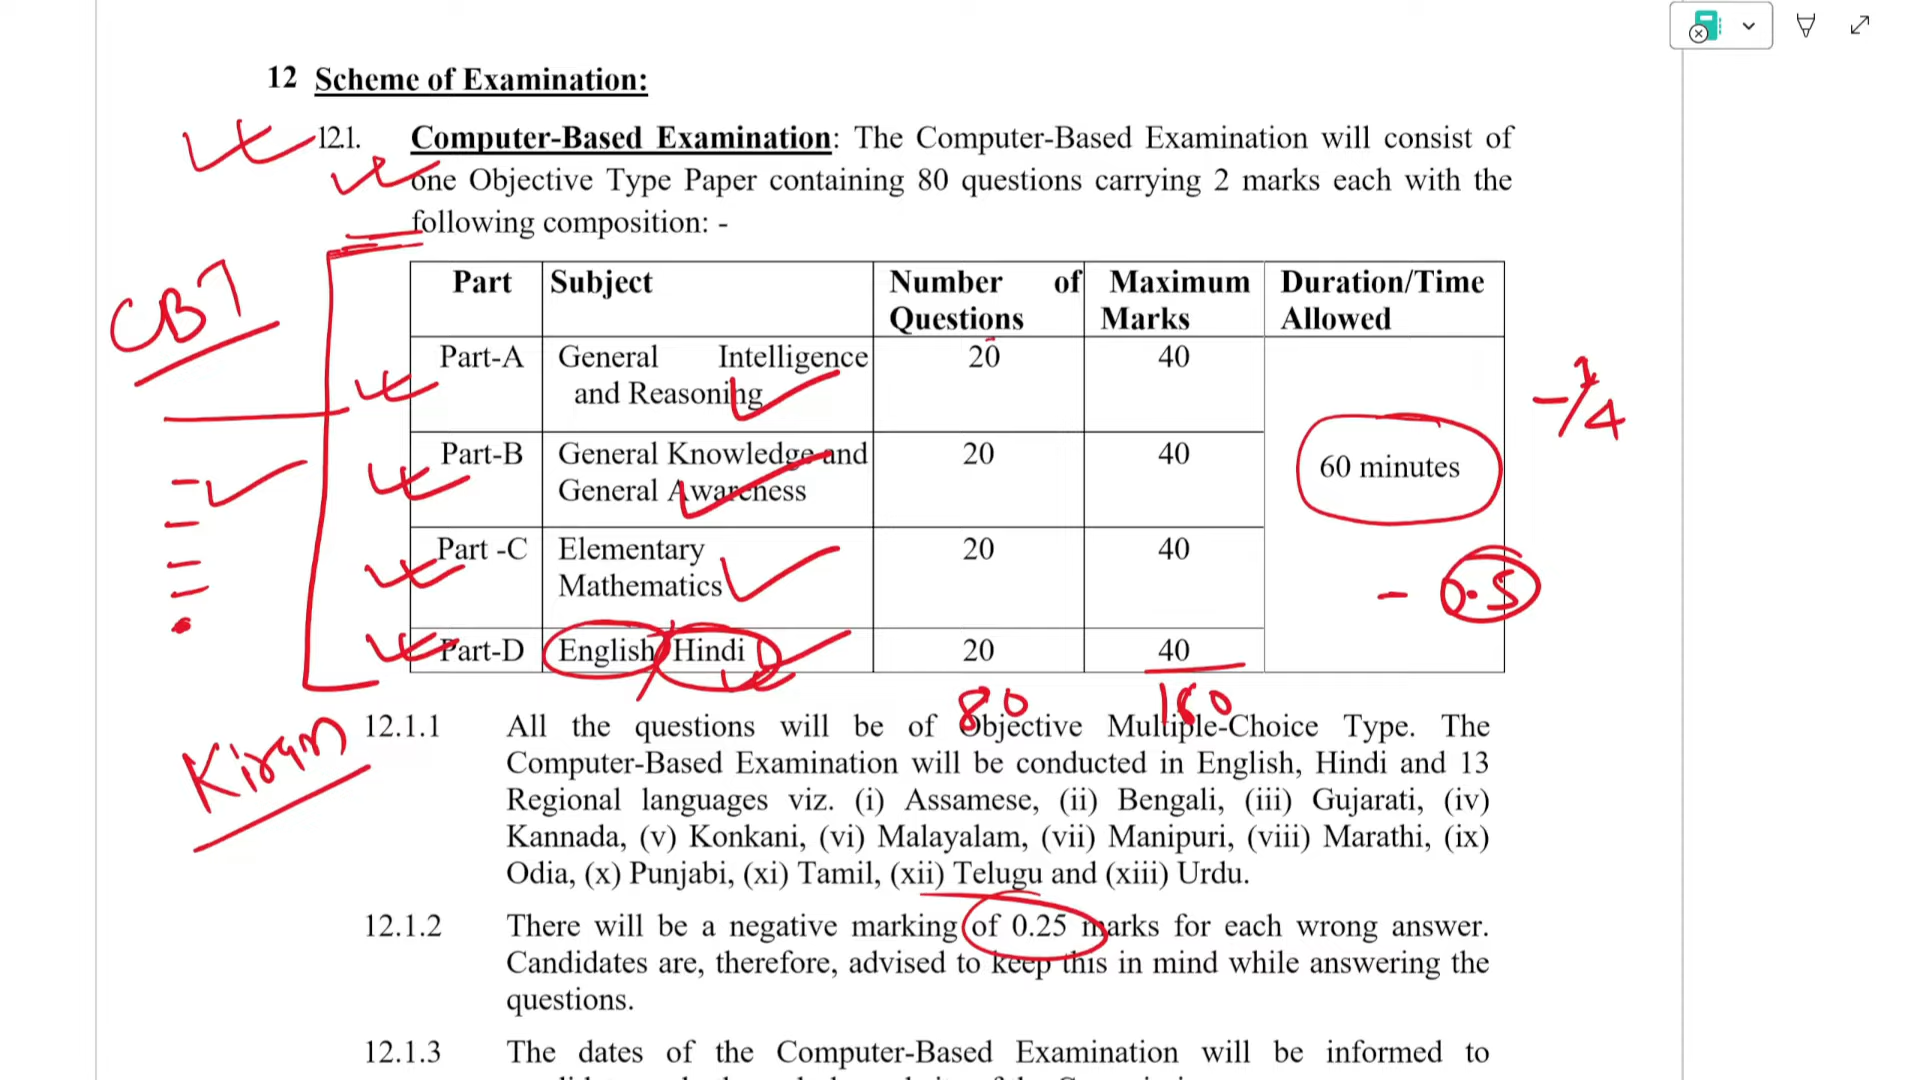 12 Scheme of Examination:
12.1. Computer-Based Examination: The Computer-Based Examination will consist of
one Objective Type Paper containing 80 questions carrying 2 marks each with the
following composition: -
CBT
Part Subject Number of Questions Maximum Marks Duration/Time Allowed
Part-A General Intelligence and Reasoning 20 40 60 minutes
-1/4
Part-B General Knowledge and General Awareness 20 40
Part -C Elementary Mathematics 20 40
- 0.5
Part-D English/ Hindi 20 40
80 160
Kiran
12.1.1 All the questions will be of Objective Multiple-Choice Type. The
Computer-Based Examination will be conducted in English, Hindi and 13
Regional languages viz. (i) Assamese, (ii) Bengali, (iii) Gujarati, (iv)
Kannada, (v) Konkani, (vi) Malayalam, (vii) Manipuri, (viii) Marathi, (ix)
Odia, (x) Punjabi, (xi) Tamil, (xii) Telugu and (xiii) Urdu.
12.1.2 There will be a negative marking of 0.25 marks for each wrong answer.
Candidates are, therefore, advised to keep this in mind while answering the
questions.
12.1.3 The dates of the Computer-Based Examination will be informed to